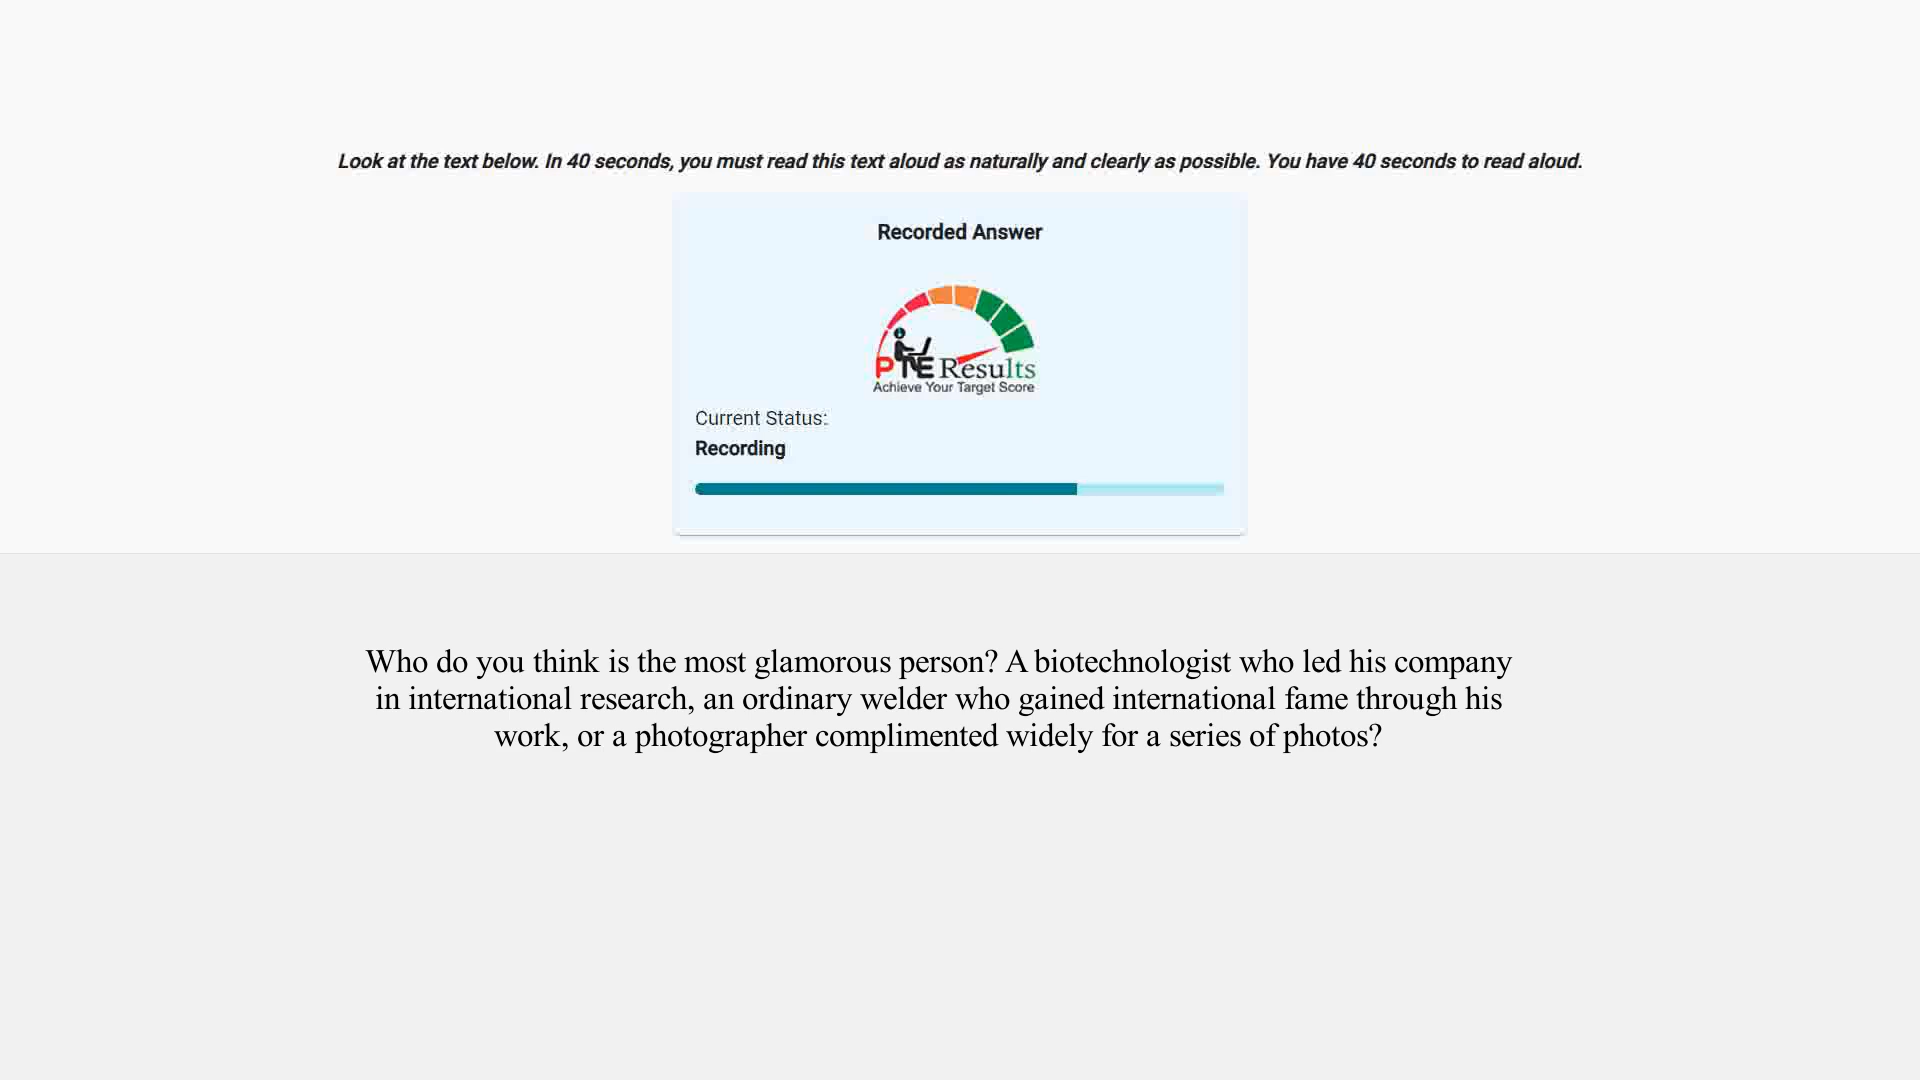 Look at the text below. In 40 seconds, you must read this text aloud as naturally and clearly as possible. You have 40 seconds to read aloud.
Recorded Answer
PTE Results
Achieve Your Target Score
Current Status:
Recording
Who do you think is the most glamorous person? A biotechnologist who led his company
in international research, an ordinary welder who gained international fame through his
work, or a photographer complimented widely for a series of photos?